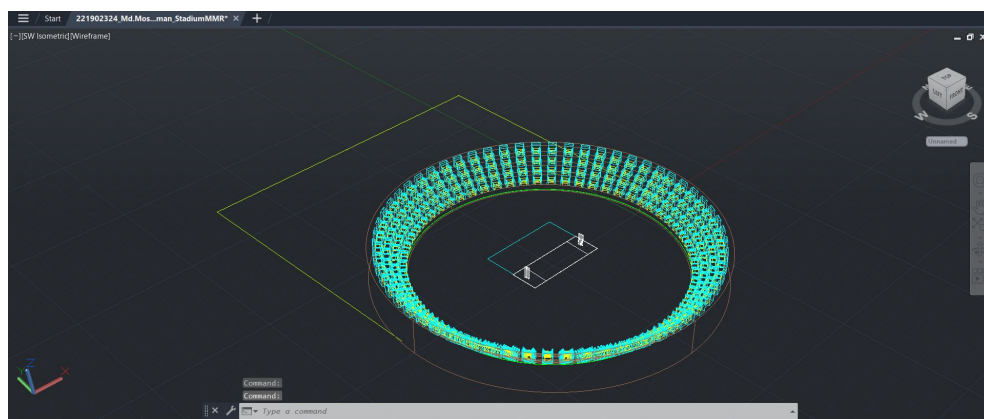 Start
221902324_Md.Mos...man_StadiumMMR*
[−][SW Isometric][Wireframe]
TOP
LEFT
FRONT
W
S
Unnamed
Z
Y
X
Command:
Command:
Type a command